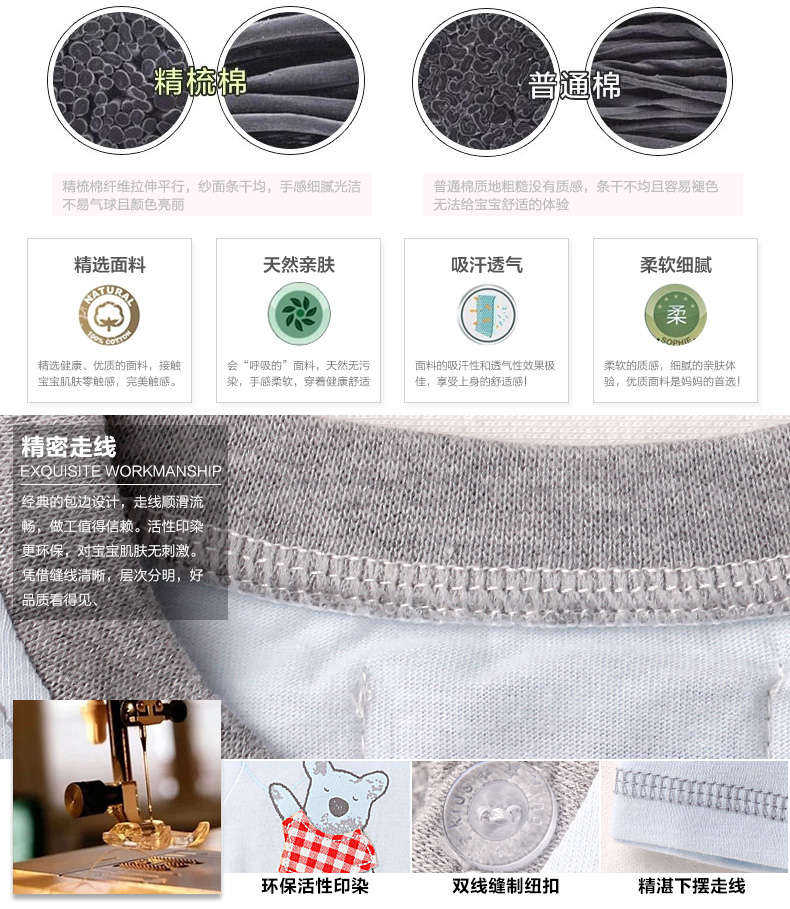 精梳棉
普通棉
精梳棉纤维拉伸平行，纱面条干均，手感细腻光洁
不易气球且颜色亮丽
普通棉质地粗糙没有质感，条干不均且容易褪色
无法给宝宝舒适的体验
精选面料
天然亲肤
吸汗透气
柔软细腻
NATURAL
100% COTTON
柔
SOPHIE
精选健康、优质的面料，接触
宝宝肌肤零触感，完美触感。
会“呼吸的”面料，天然无污
染，手感柔软，穿着健康舒适
面料的吸汗性和透气性效果极
佳，享受上身的舒适感！
柔软的质感，细腻的亲肤体
验，优质面料是妈妈的首选！
精密走线
EXQUISITE WORKMANSHIP
经典的包边设计，走线顺滑流
畅，做工值得信赖。活性印染
更环保，对宝宝肌肤无刺激。
凭借缝线清晰，层次分明，好
品质看得见、
环保活性印染
双线缝制纽扣
精湛下摆走线